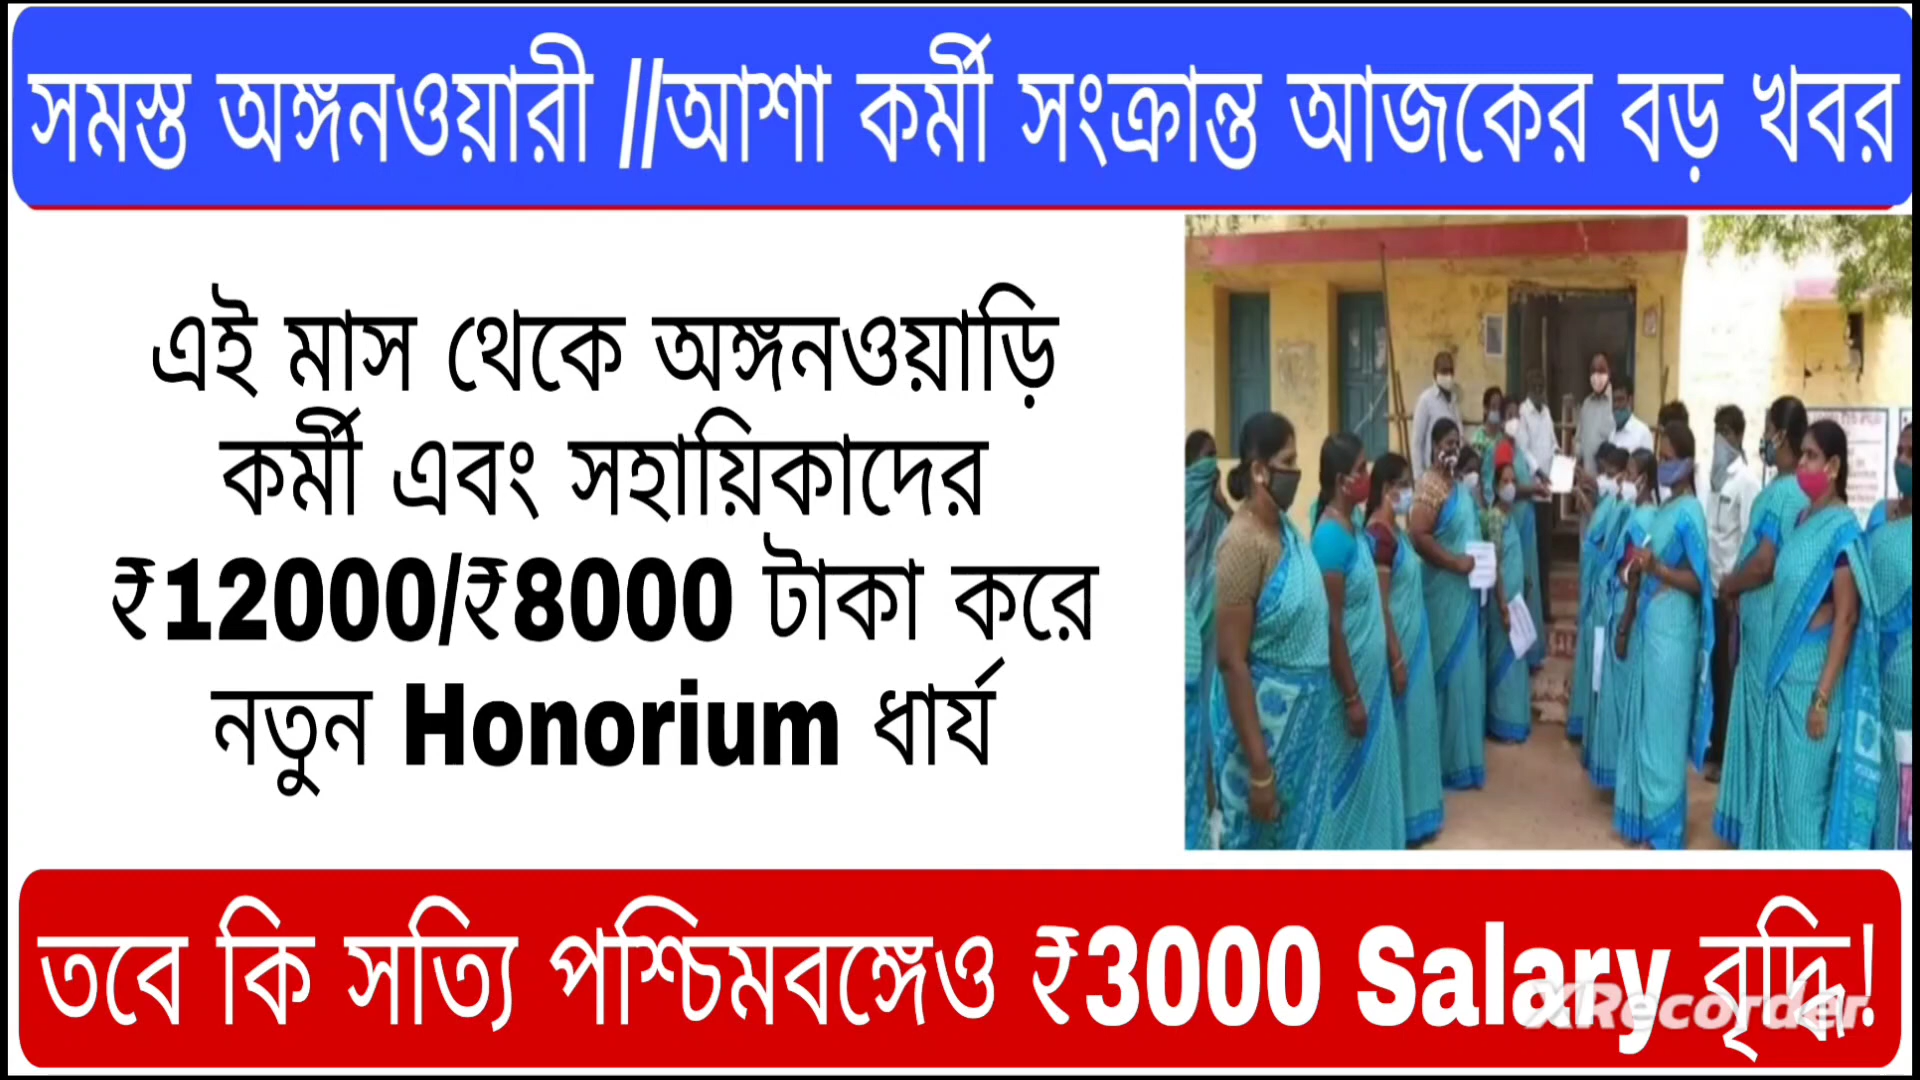 সমস্ত অঙ্গনওয়ারী //আশা কর্মী সংক্রান্ত আজকের বড় খবর
এই মাস থেকে অঙ্গনওয়াড়ি
কর্মী এবং সহায়িকাদের
₹12000/₹8000 টাকা করে
নতুন Honorium ধার্য
তবে কি সত্যি পশ্চিমবঙ্গেও ₹3000 Salary বৃদ্ধি!
XRecorder